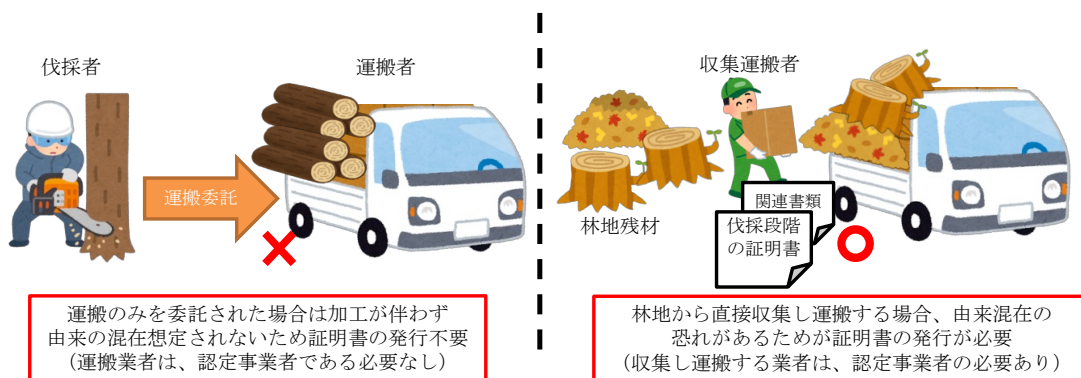 伐採者
運搬者
運搬委託
運搬のみを委託された場合は加工が伴わず
由来の混在想定されないため証明書の発行不要
（運搬業者は、認定事業者である必要なし）
収集運搬者
林地残材
関連書類
伐採段階
の証明書
林地から直接収集し運搬する場合、由来混在の
恐れがあるためが証明書の発行が必要
（収集し運搬する業者は、認定事業者の必要あり）